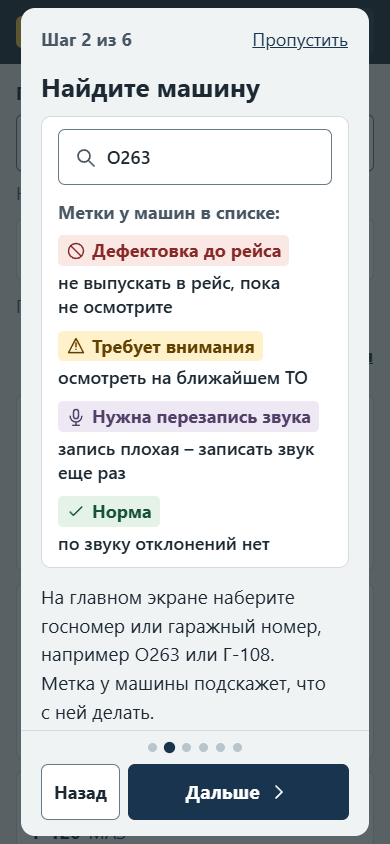 Шаг 2 из 6
Пропустить
Найдите машину
О263
Метки у машин в списке:
Дефектовка до рейса
не выпускать в рейс, пока
не осмотрите
Требует внимания
осмотреть на ближайшем ТО
Нужна перезапись звука
запись плохая – записать звук
еще раз
Норма
по звуку отклонений нет
На главном экране наберите
госномер или гаражный номер,
например О263 или Г-108.
Метка у машины подскажет, что
с ней делать.
Назад
Дальше